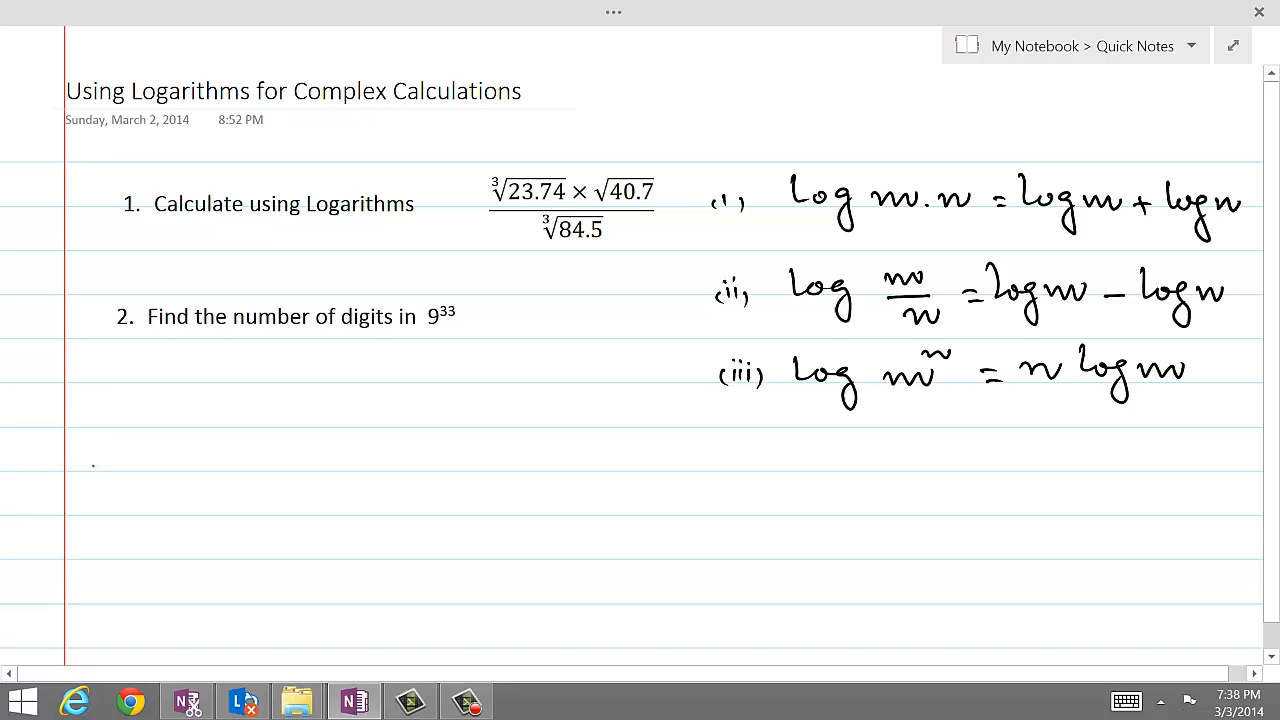 My Notebook > Quick Notes
Using Logarithms for Complex Calculations
Sunday, March 2, 2014 8:52 PM
1. Calculate using Logarithms ∛23.74 × √40.7 / ∛84.5
(i) log m.n = log m + log n
(ii) log m/n = log m − log n
2. Find the number of digits in 9³³
(iii) log mⁿ = n log m
7:38 PM
3/3/2014